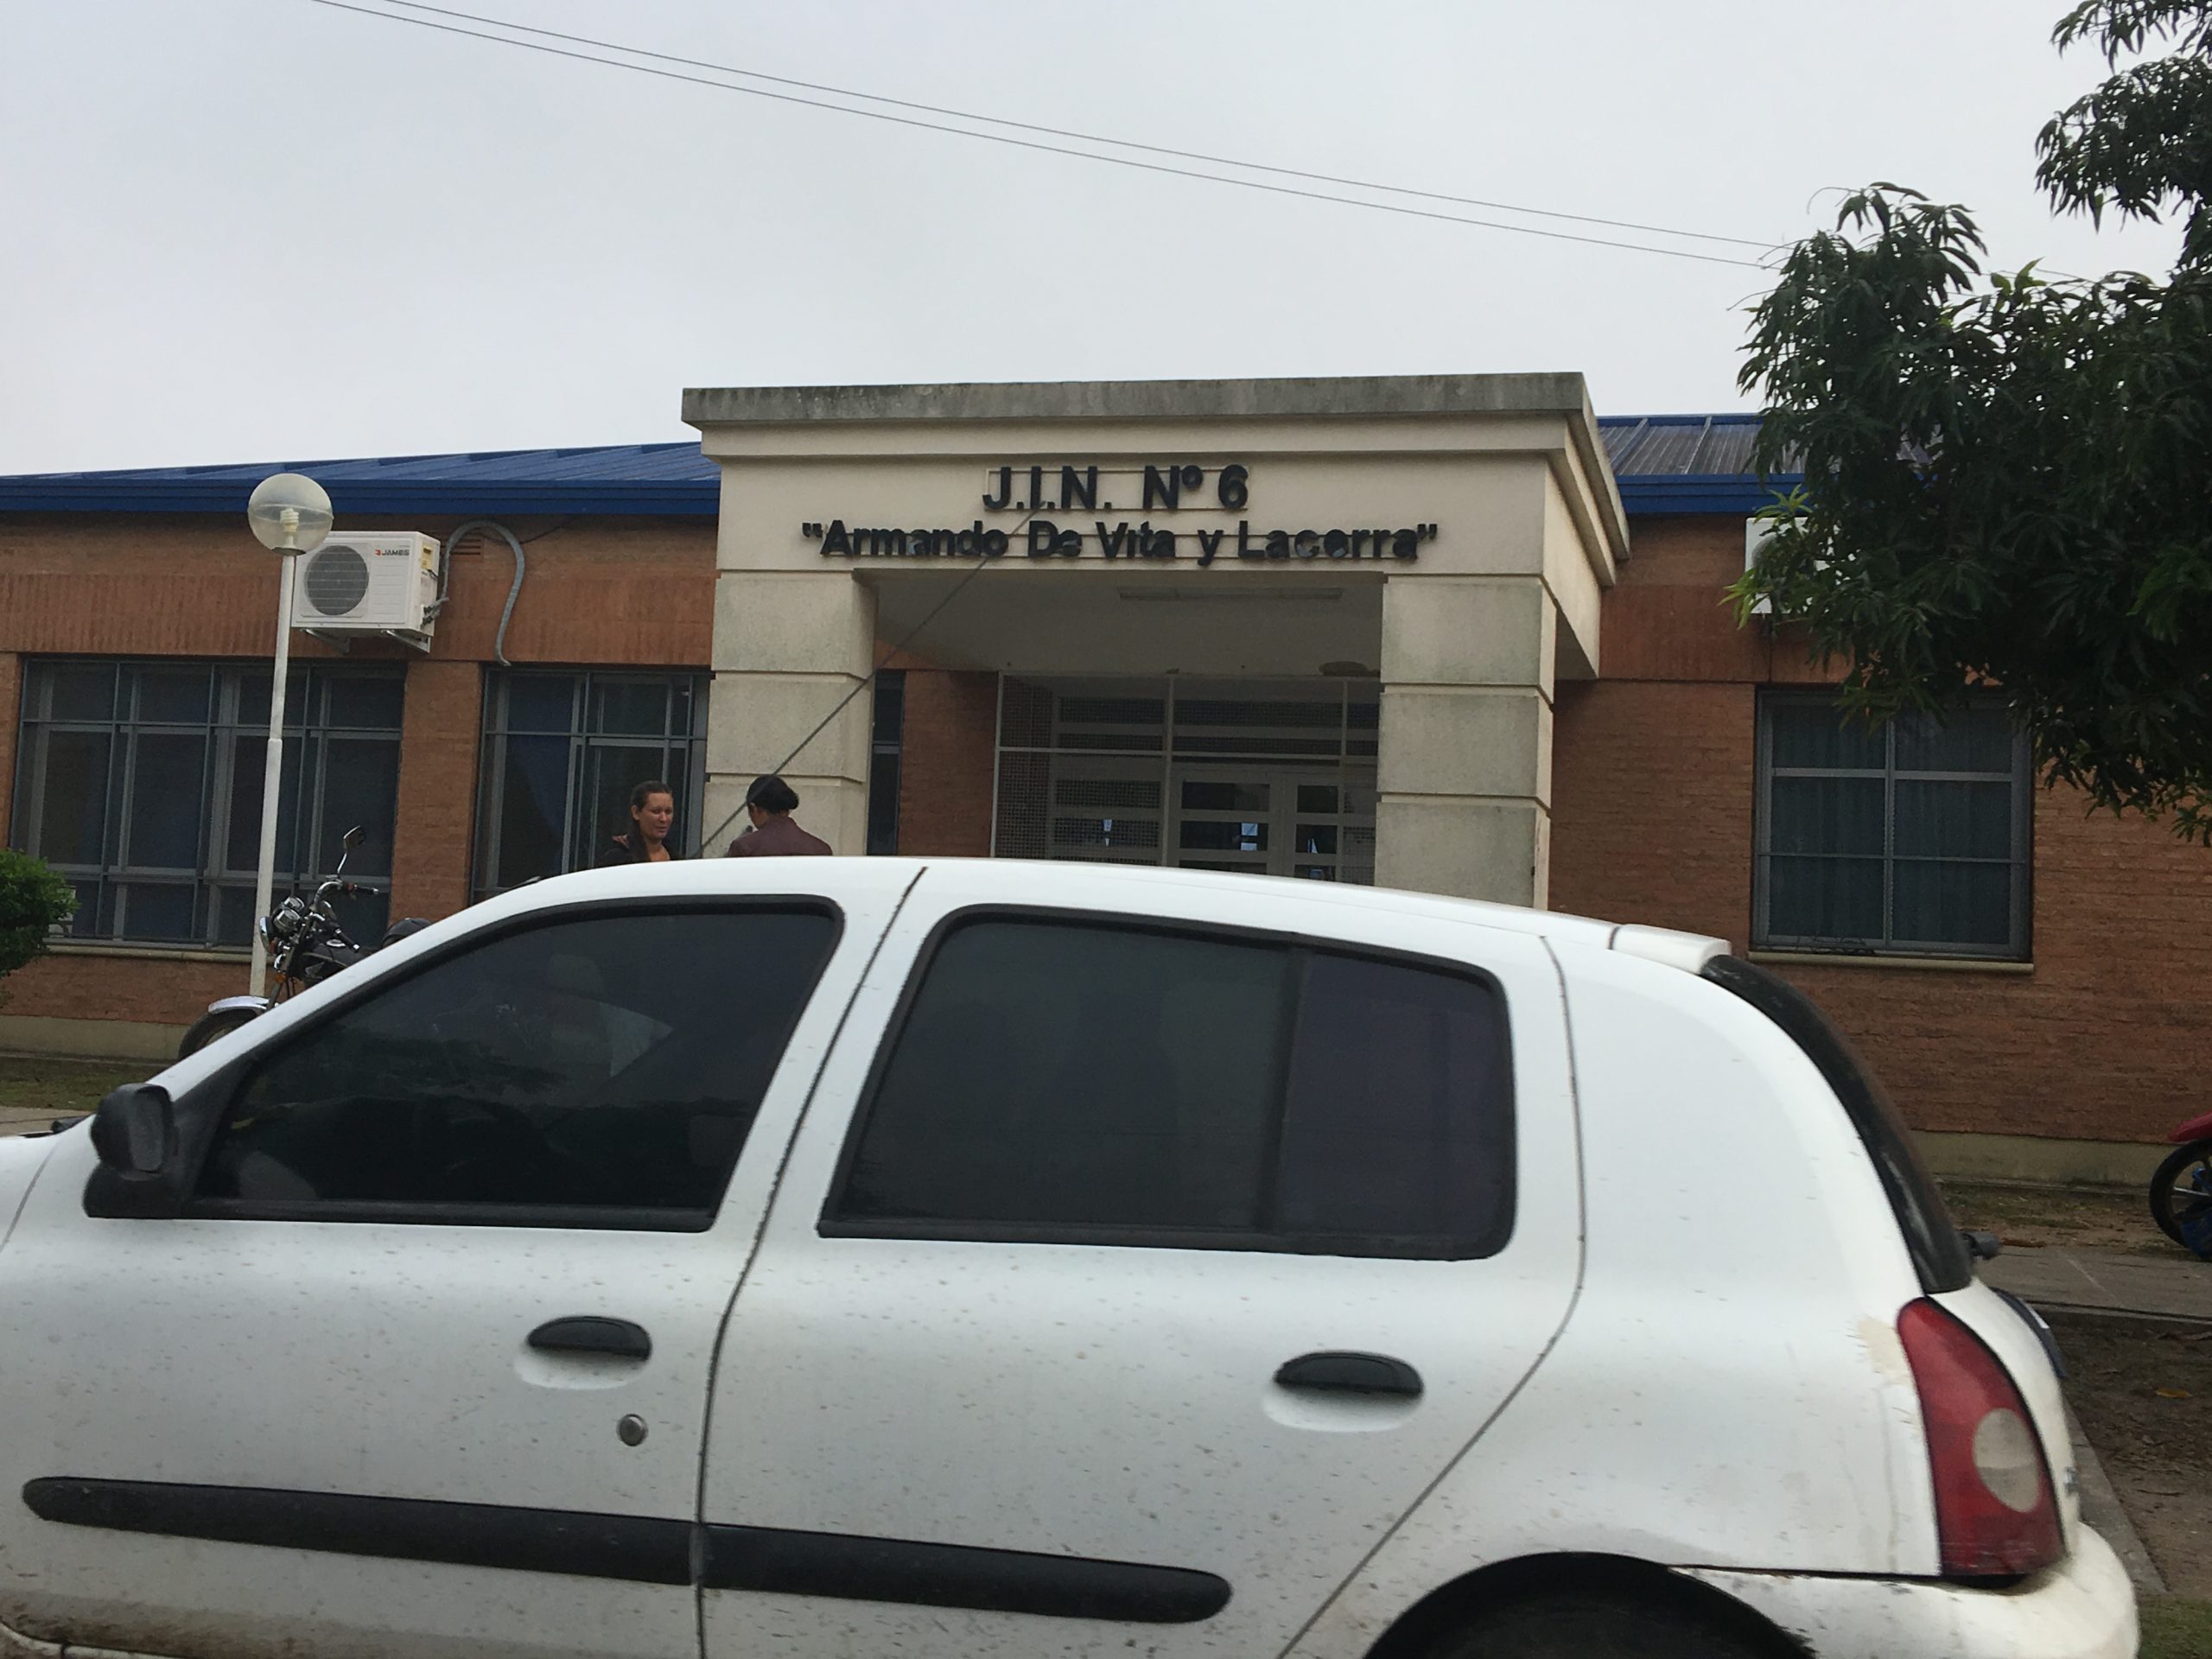 J.I.N. Nº 6
"Armando De Vita y Lacerra"
JAMES